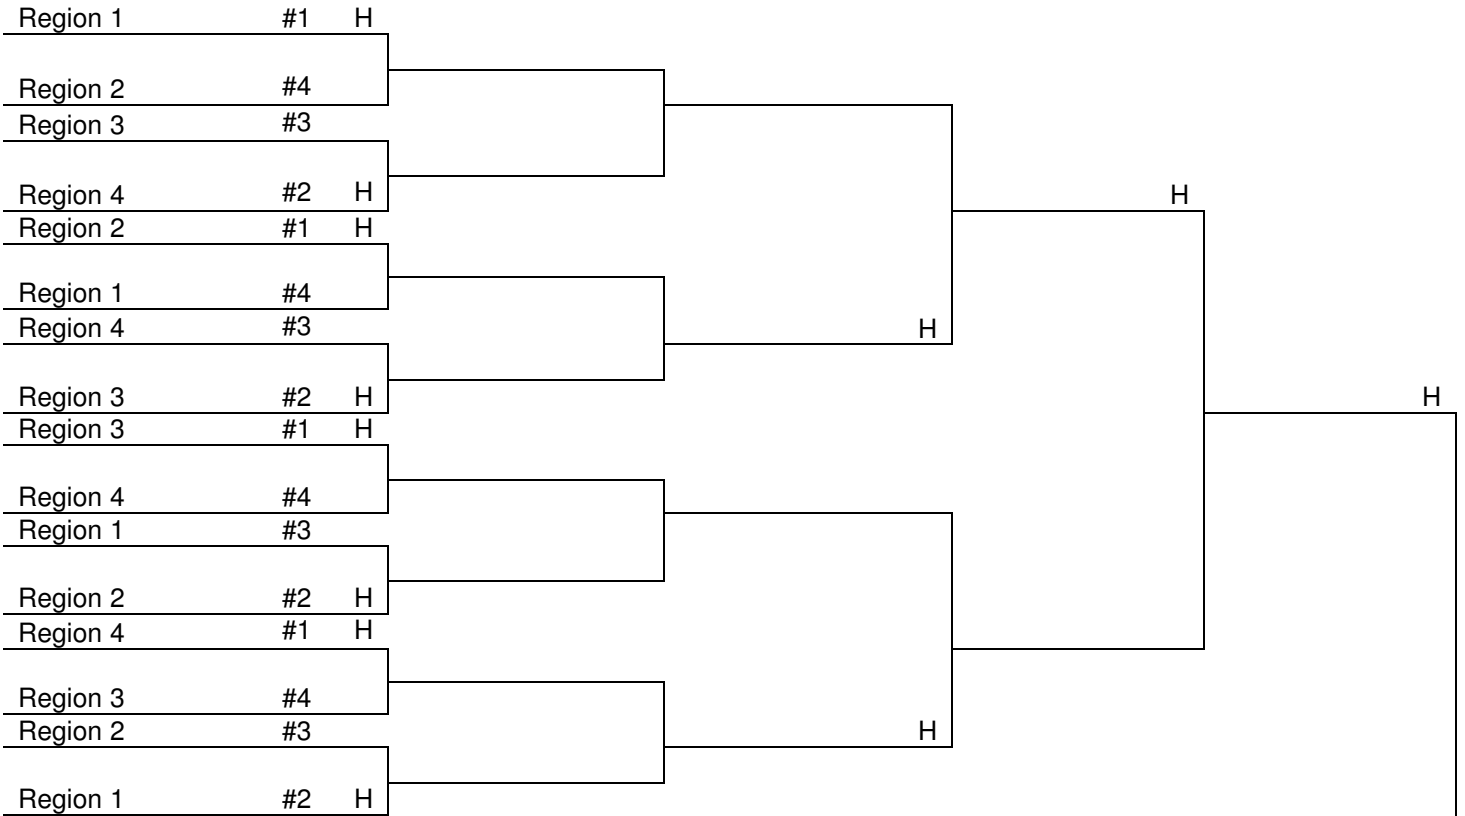 Region 1 #1 H
Region 2 #4
Region 3 #3
Region 4 #2 H
H
Region 2 #1 H
Region 1 #4
Region 4 #3
H
Region 3 #2 H
H
Region 3 #1 H
Region 4 #4
Region 1 #3
Region 2 #2 H
Region 4 #1 H
Region 3 #4
Region 2 #3
H
Region 1 #2 H